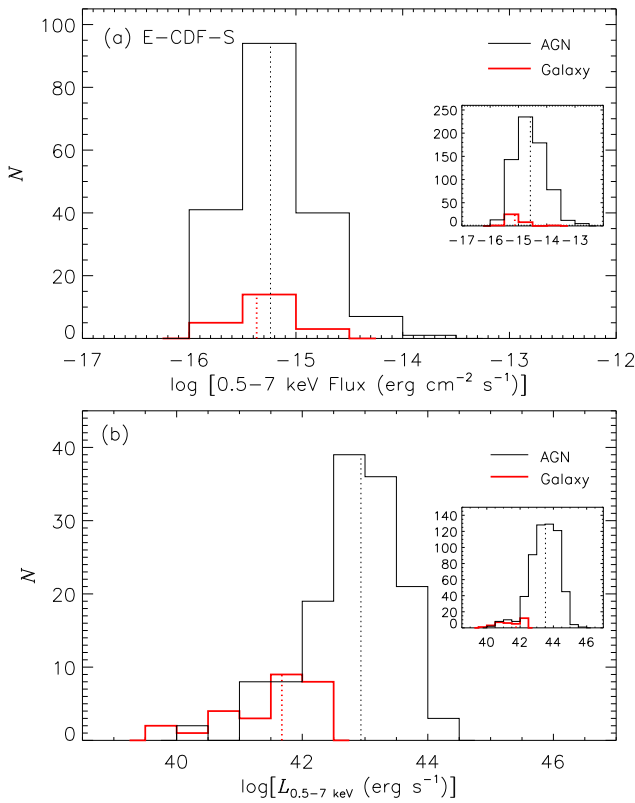 (a) E−CDF−S
AGN
Galaxy
100
80
60
40
20
0
N
250
200
150
100
50
0
−17 −16 −15 −14 −13
−17 −16 −15 −14 −13 −12
log [0.5−7 keV Flux (erg cm⁻² s⁻¹)]
(b)
AGN
Galaxy
40
30
20
10
0
N
140
120
100
80
60
40
20
0
40 42 44 46
40 42 44 46
log[L₀.₅₋₇ keV (erg s⁻¹)]